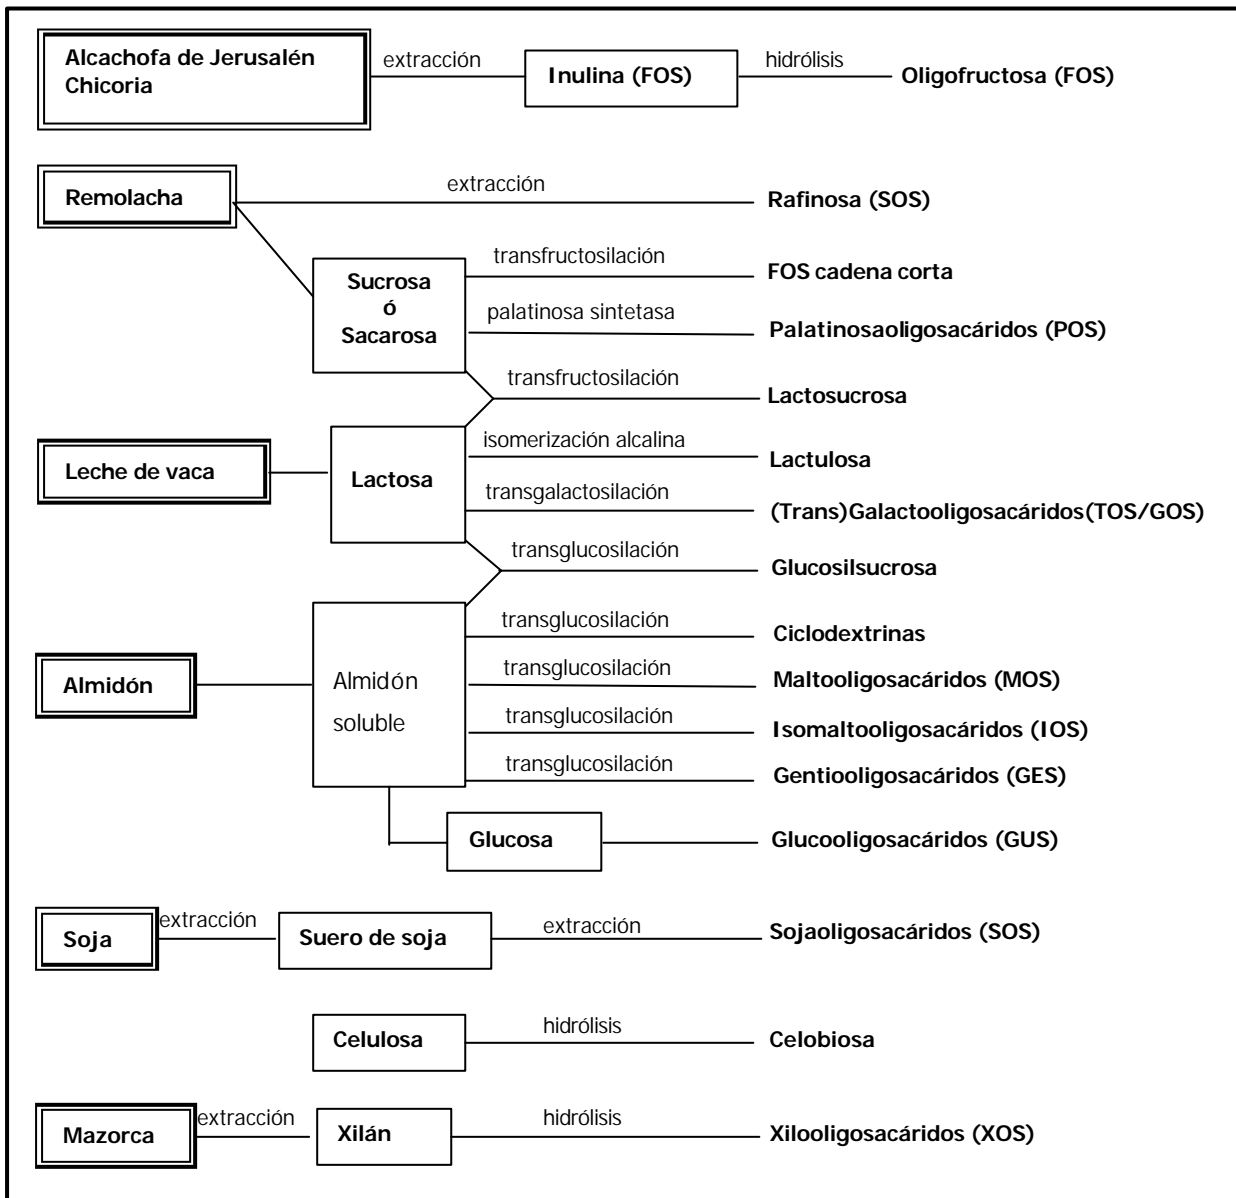 Alcachofa de Jerusalén
Chicoria
extracción
Inulina (FOS)
hidrólisis
Oligofructosa (FOS)
Remolacha
extracción
Rafinosa (SOS)
Sucrosa
ó
Sacarosa
transfructosilación
FOS cadena corta
palatinosa sintetasa
Palatinosaoligosacáridos (POS)
transfructosilación
Lactosucrosa
Leche de vaca
Lactosa
isomerización alcalina
Lactulosa
transgalactosilación
(Trans)Galactooligosacáridos(TOS/GOS)
transglucosilación
Glucosilsucrosa
Almidón
Almidón
soluble
transglucosilación
Ciclodextrinas
transglucosilación
Maltooligosacáridos (MOS)
transglucosilación
Isomaltooligosacáridos (IOS)
transglucosilación
Gentiooligosacáridos (GES)
Glucosa
Glucooligosacáridos (GUS)
Soja
extracción
Suero de soja
extracción
Sojaoligosacáridos (SOS)
Celulosa
hidrólisis
Celobiosa
Mazorca
extracción
Xilán
hidrólisis
Xilooligosacáridos (XOS)